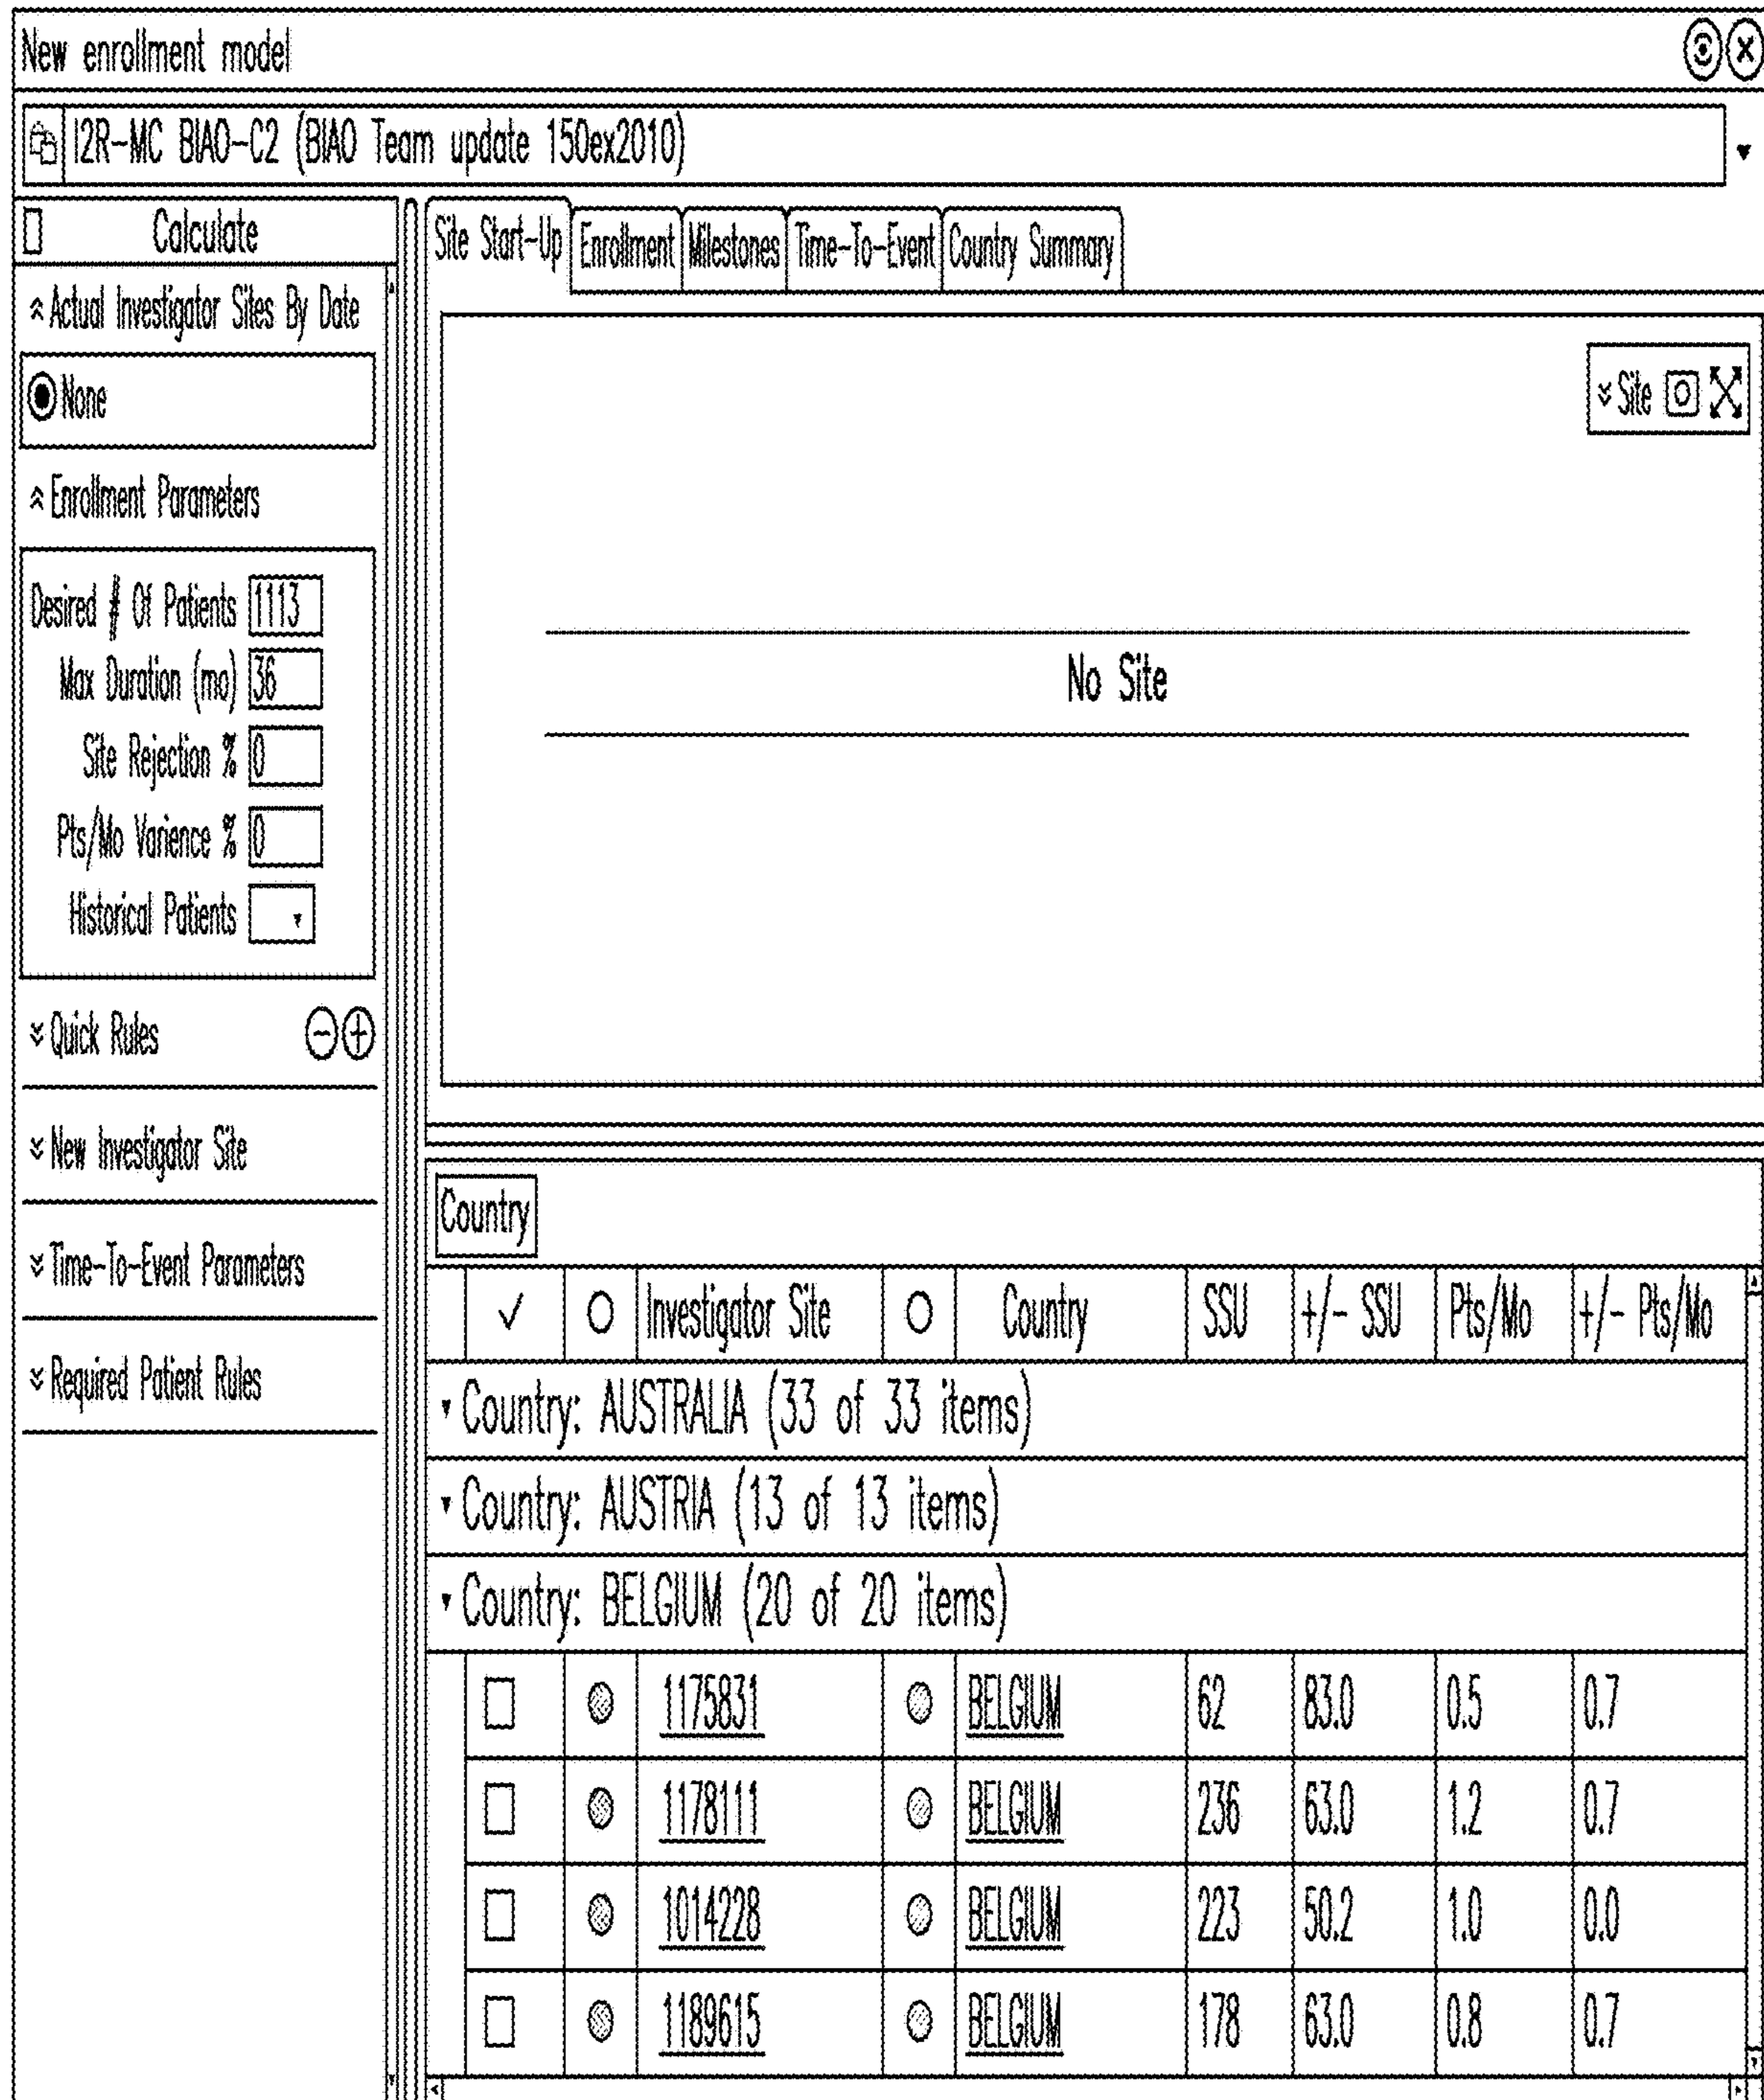 New enrollment model
I2R-MC BIAO-C2 (BIAO Team update 150ex2010)
Calculate
Actual Investigator Sites By Date
None
Enrollment Parameters
Desired # Of Patients 1113
Max Duration (mo) 36
Site Rejection % 0
Pts/Mo Varience % 0
Historical Patients
Quick Rules
New Investigator Site
Time-To-Event Parameters
Required Patient Rules
Site Start-Up Enrollment Milestones Time-To-Event Country Summary
Site
No Site
Country
Investigator Site Country SSU +/- SSU Pts/Mo +/- Pts/Mo
Country: AUSTRALIA (33 of 33 items)
Country: AUSTRIA (13 of 13 items)
Country: BELGIUM (20 of 20 items)
1175831 BELGIUM 62 83.0 0.5 0.7
1178111 BELGIUM 236 63.0 1.2 0.7
1014228 BELGIUM 223 50.2 1.0 0.0
1189615 BELGIUM 178 63.0 0.8 0.7